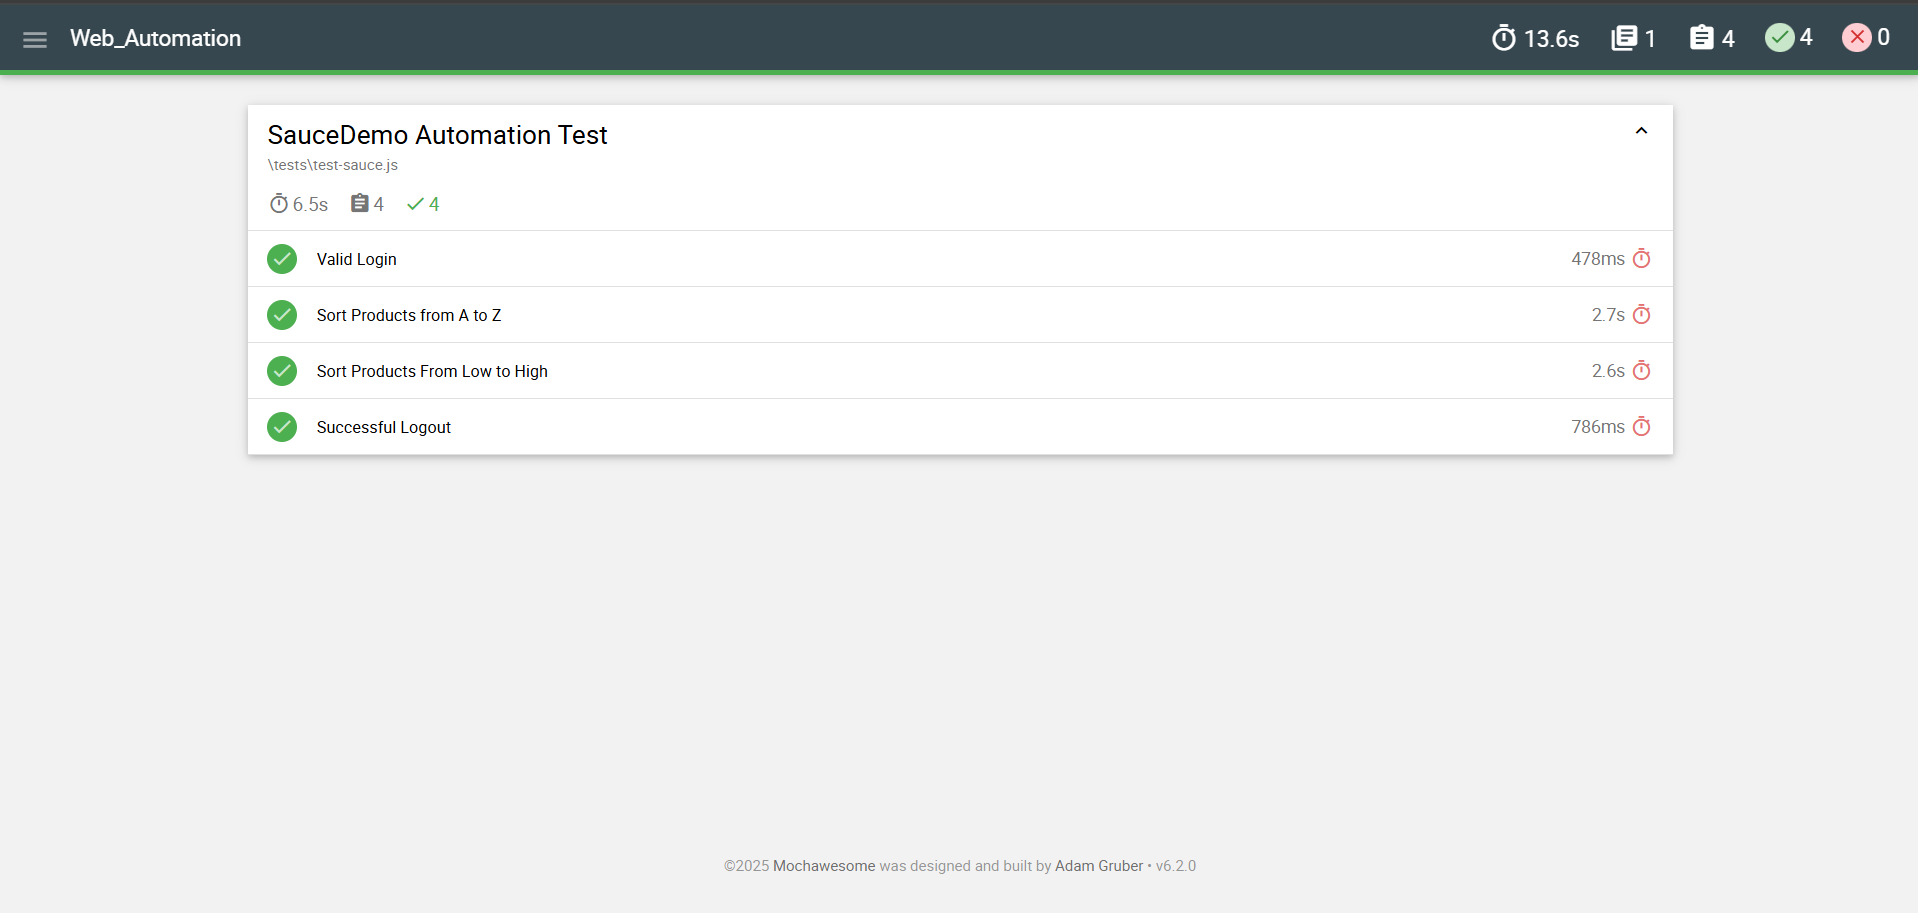 Web_Automation 13.6s 1 4 4 0
SauceDemo Automation Test
\tests\test-sauce.js
6.5s 4 4
Valid Login 478ms
Sort Products from A to Z 2.7s
Sort Products From Low to High 2.6s
Successful Logout 786ms
©2025 Mochawesome was designed and built by Adam Gruber • v6.2.0